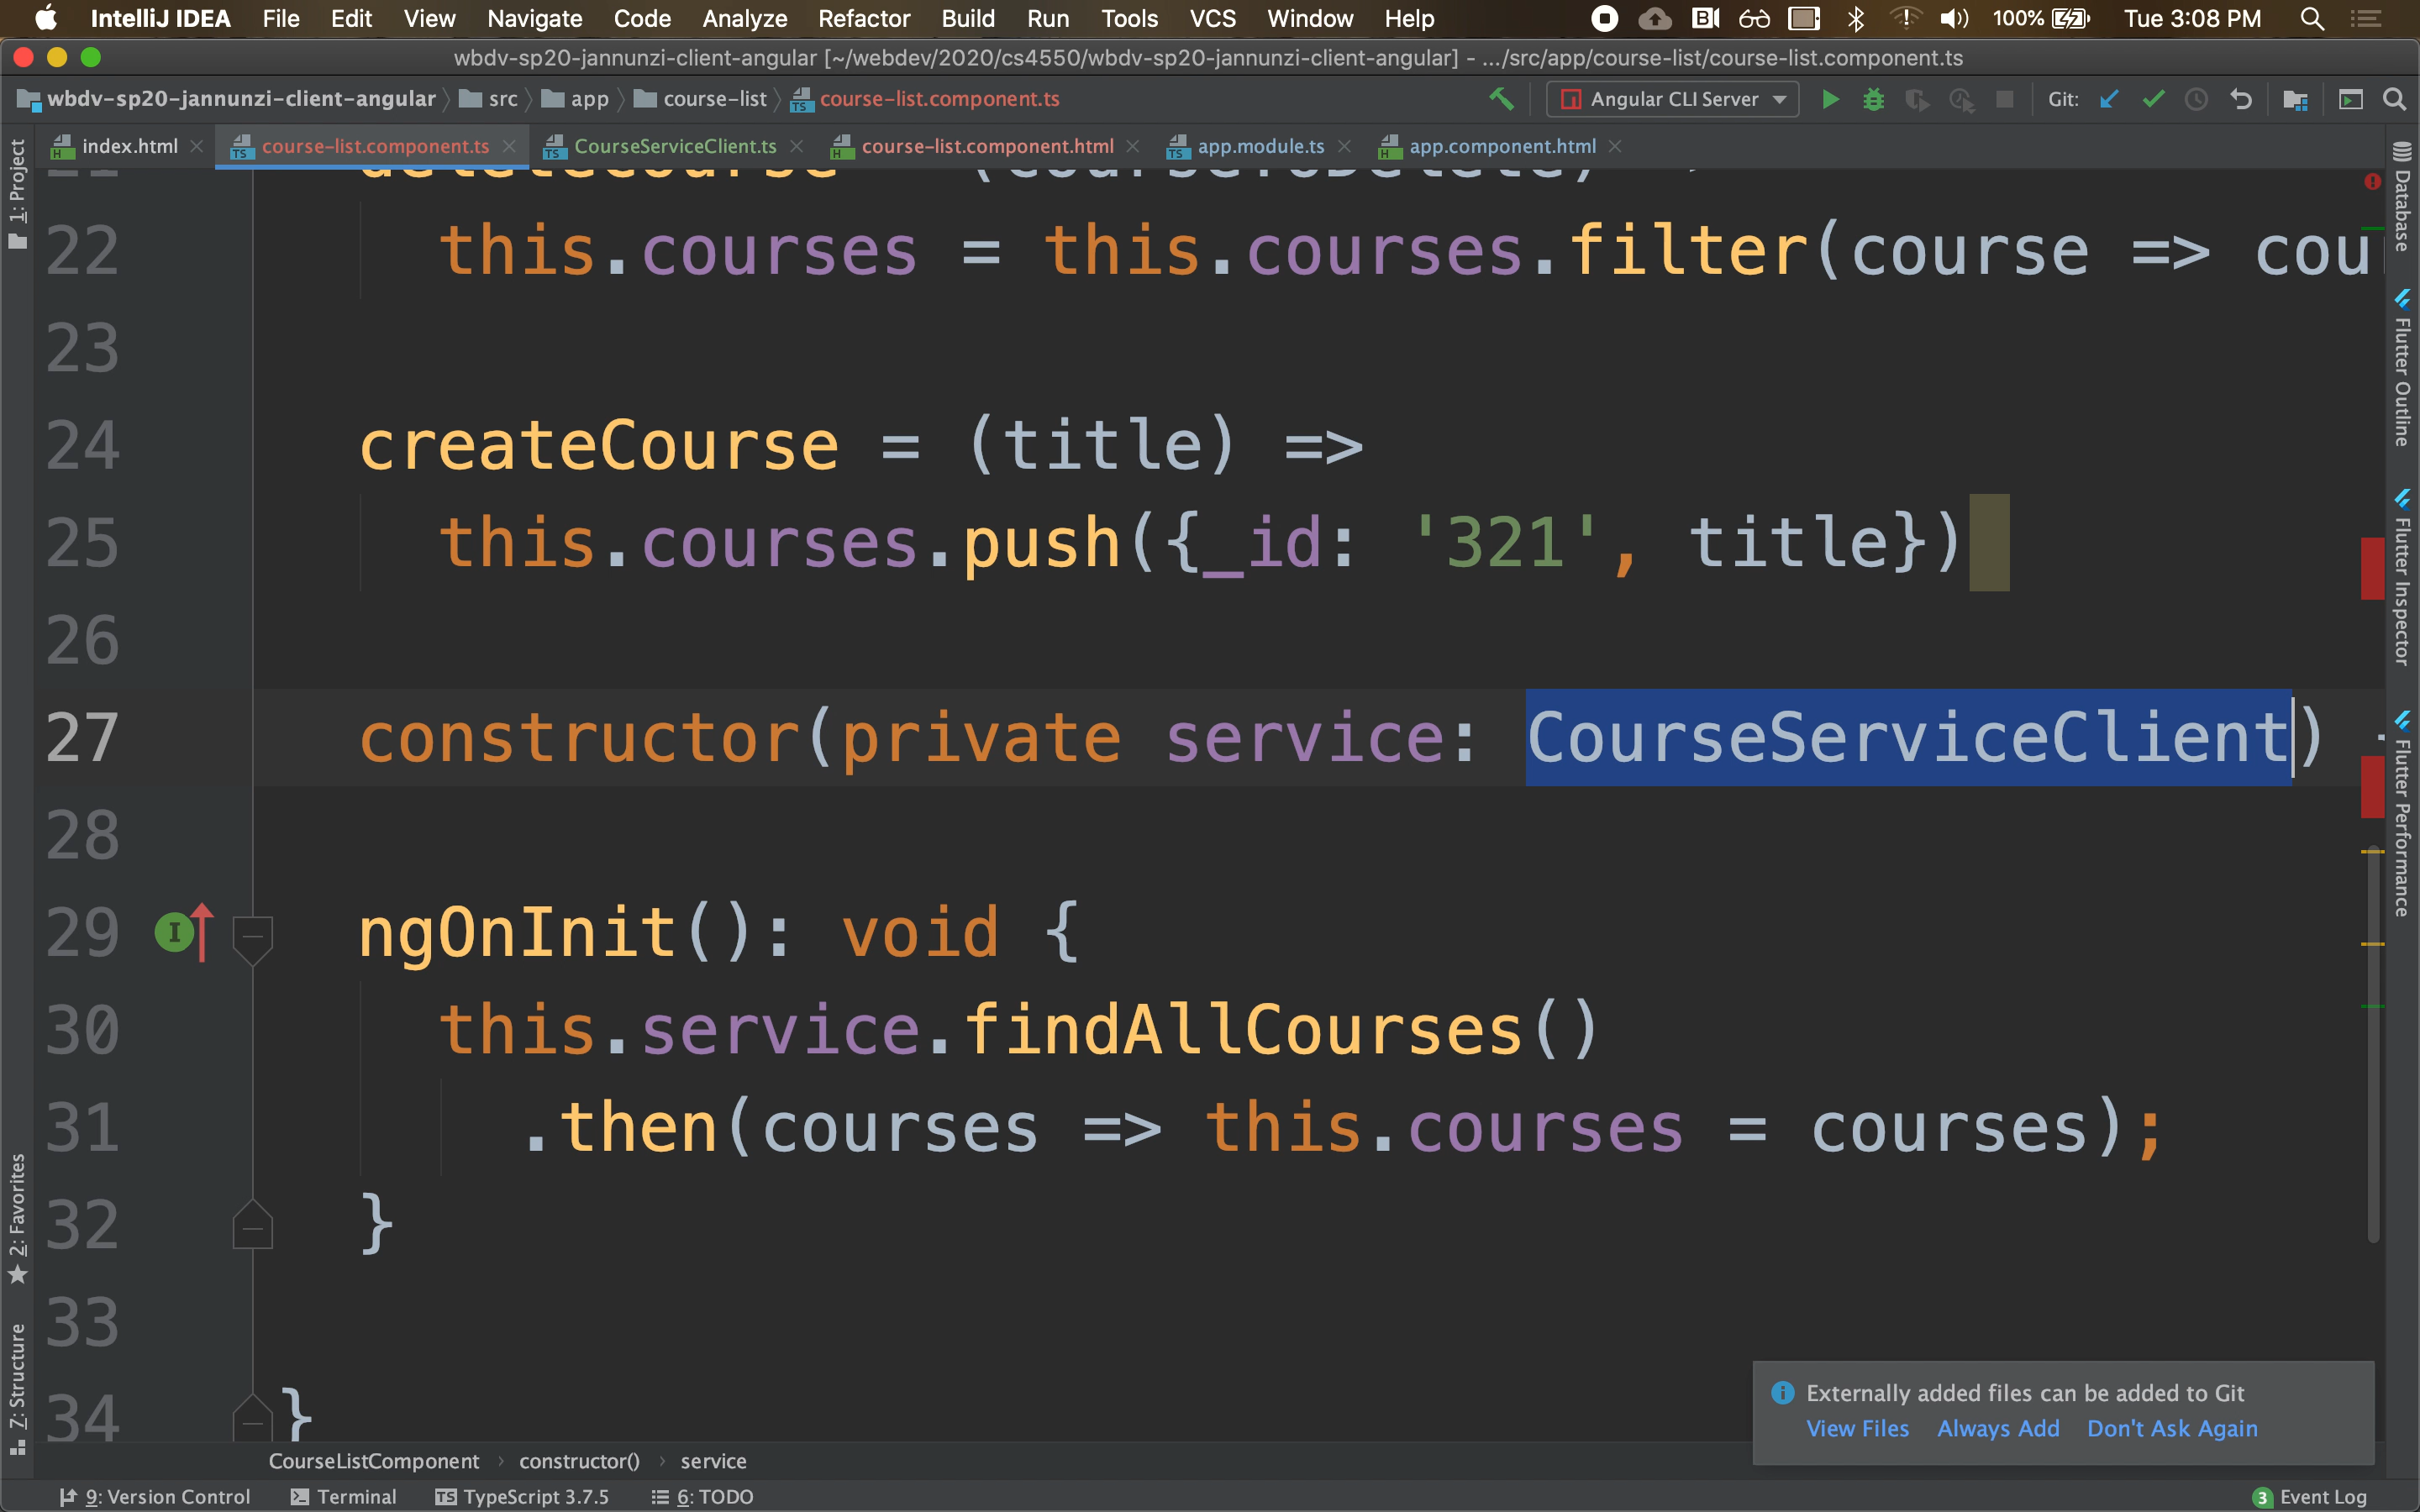 IntelliJ IDEA File Edit View Navigate Code Analyze Refactor Build Run Tools VCS Window Help 100% Tue 3:08 PM
wbdv-sp20-jannunzi-client-angular [~/webdev/2020/cs4550/wbdv-sp20-jannunzi-client-angular] - .../src/app/course-list/course-list.component.ts
wbdv-sp20-jannunzi-client-angular src app course-list course-list.component.ts Angular CLI Server Git:
index.html course-list.component.ts CourseServiceClient.ts course-list.component.html app.module.ts app.component.html
1: Project
2: Favorites
7: Structure
21 deleteCourse = (courseToDelete) =>
22 this.courses = this.courses.filter(course => cou
23
24 createCourse = (title) =>
25 this.courses.push({_id: '321', title})
26
27 constructor(private service: CourseServiceClient)
28
29 ngOnInit(): void {
30 this.service.findAllCourses()
31 .then(courses => this.courses = courses);
32 }
33
34 }
Database
Flutter Outline
Flutter Inspector
Flutter Performance
Externally added files can be added to Git
View Files Always Add Don't Ask Again
CourseListComponent › constructor() › service
9: Version Control Terminal TypeScript 3.7.5 6: TODO 3 Event Log